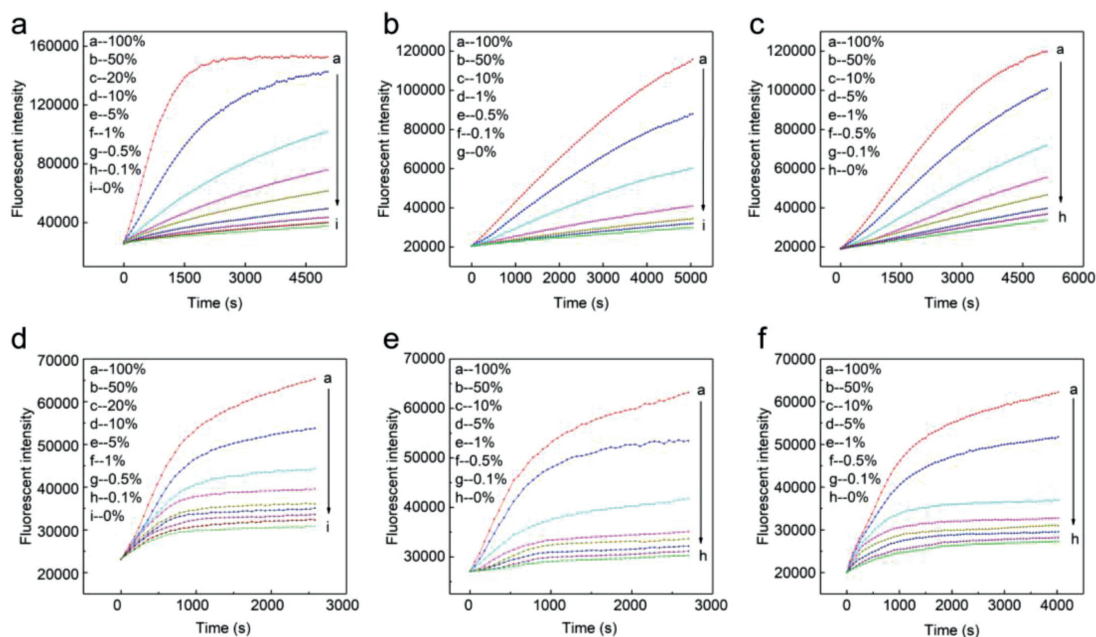 a
160000
120000
80000
40000
Fluorescent intensity
a--100%
b--50%
c--20%
d--10%
e--5%
f--1%
g--0.5%
h--0.1%
i--0%
a
i
0 1500 3000 4500
Time (s)
b
120000
100000
80000
60000
40000
20000
Fluorescent intensity
a--100%
b--50%
c--10%
d--1%
e--0.5%
f--0.1%
g--0%
a
i
0 1000 2000 3000 4000 5000
Time (s)
c
120000
100000
80000
60000
40000
20000
Fluorescent intensity
a--100%
b--50%
c--10%
d--5%
e--1%
f--0.5%
g--0.1%
h--0%
a
h
0 1500 3000 4500 6000
Time (s)
d
70000
60000
50000
40000
30000
20000
Fluorescent intensity
a--100%
b--50%
c--20%
d--10%
e--5%
f--1%
g--0.5%
h--0.1%
i--0%
a
i
0 1000 2000 3000
Time (s)
e
70000
60000
50000
40000
30000
Fluorescent intensity
a--100%
b--50%
c--10%
d--5%
e--1%
f--0.5%
g--0.1%
h--0%
a
h
0 1000 2000 3000
Time (s)
f
70000
60000
50000
40000
30000
20000
Fluorescent intensity
a--100%
b--50%
c--10%
d--5%
e--1%
f--0.5%
g--0.1%
h--0%
a
h
0 1000 2000 3000 4000
Time (s)